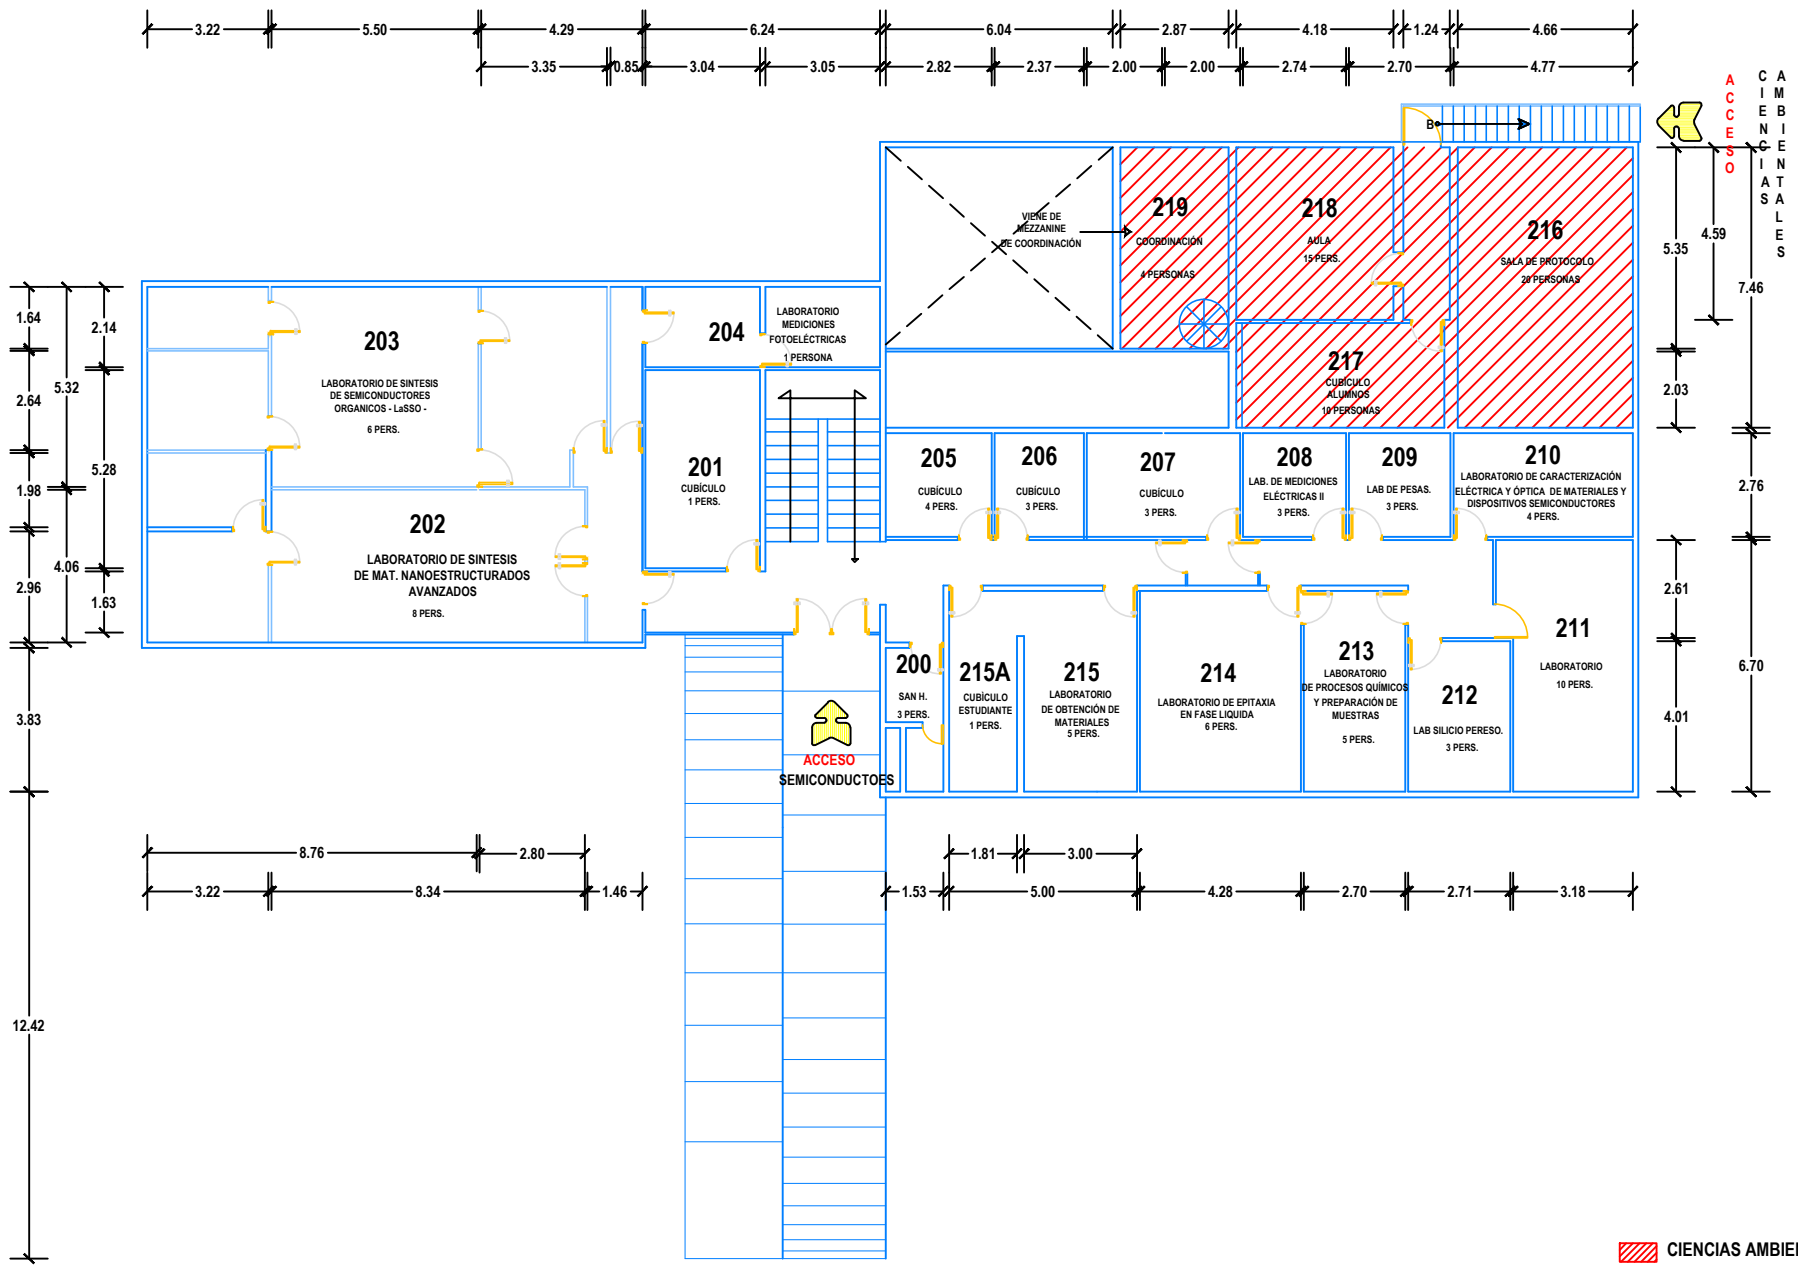 3.22
5.50
4.29
6.24
6.04
2.87
4.18
1.24
4.66
3.35
0.85
3.04
3.05
2.82
2.37
2.00
2.00
2.74
2.70
4.77
ACCESO
CIENCIAS
AMBIENTALES
B
219
COORDINACIÓN
4 PERSONAS
218
AULA
15 PERS.
216
SALA DE PROTOCOLO
20 PERSONAS
VIENE DE
MEZZANINE
DE COORDINACIÓN
217
CUBICULO
ALUMNOS
10 PERSONAS
5.35
4.59
7.46
2.03
2.76
2.61
6.70
4.01
1.64
2.14
5.32
2.64
5.28
1.98
4.06
2.96
1.63
3.83
12.42
203
LABORATORIO DE SINTESIS
DE SEMICONDUCTORES
ORGANICOS - LaSSO -
6 PERS.
204
LABORATORIO
MEDICIONES
FOTOELÉCTRICAS
1 PERSONA
201
CUBÍCULO
1 PERS.
202
LABORATORIO DE SINTESIS
DE MAT. NANOESTRUCTURADOS
AVANZADOS
8 PERS.
205
CUBÍCULO
4 PERS.
206
CUBÍCULO
3 PERS.
207
CUBÍCULO
3 PERS.
208
LAB. DE MEDICIONES
ELÉCTRICAS II
3 PERS.
209
LAB DE PESAS.
3 PERS.
210
LABORATORIO DE CARACTERIZACIÓN
ELÉCTRICA Y ÓPTICA DE MATERIALES Y
DISPOSITIVOS SEMICONDUCTORES
4 PERS.
211
LABORATORIO
10 PERS.
200
SAN H.
3 PERS.
215A
CUBÌCULO
ESTUDIANTE
1 PERS.
215
LABORATORIO
DE OBTENCIÓN DE
MATERIALES
5 PERS.
214
LABORATORIO DE EPITAXIA
EN FASE LIQUIDA
6 PERS.
213
LABORATORIO
DE PROCESOS QUÍMICOS
Y PREPARACIÓN DE
MUESTRAS
5 PERS.
212
LAB SILICIO PERESO.
3 PERS.
ACCESO
SEMICONDUCTOES
8.76
2.80
3.22
8.34
1.46
1.81
3.00
1.53
5.00
4.28
2.70
2.71
3.18
CIENCIAS AMBIE